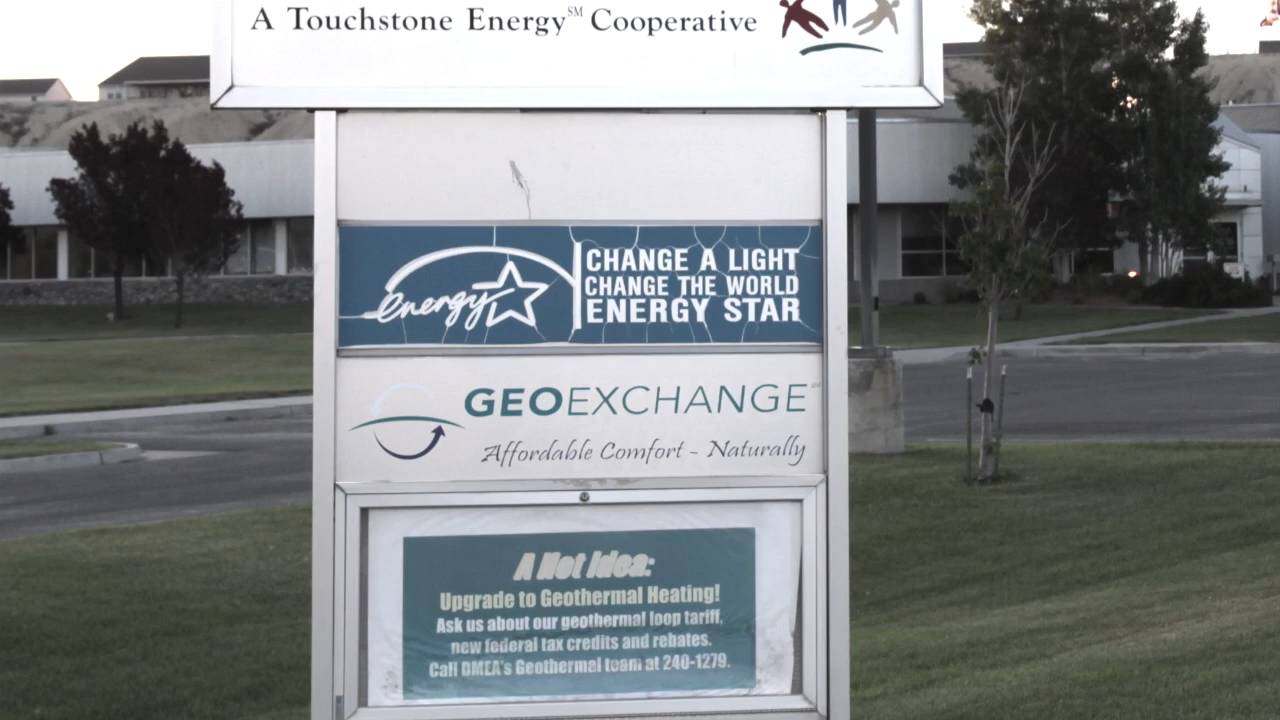 A Touchstone Energy℠ Cooperative
energy
CHANGE A LIGHT
CHANGE THE WORLD
ENERGY STAR
GEOEXCHANGE℠
Affordable Comfort - Naturally
A Hot Idea:
Upgrade to Geothermal Heating!
Ask us about our geothermal loop tariff,
new federal tax credits and rebates.
Call DMEA's Geothermal team at 240-1279.